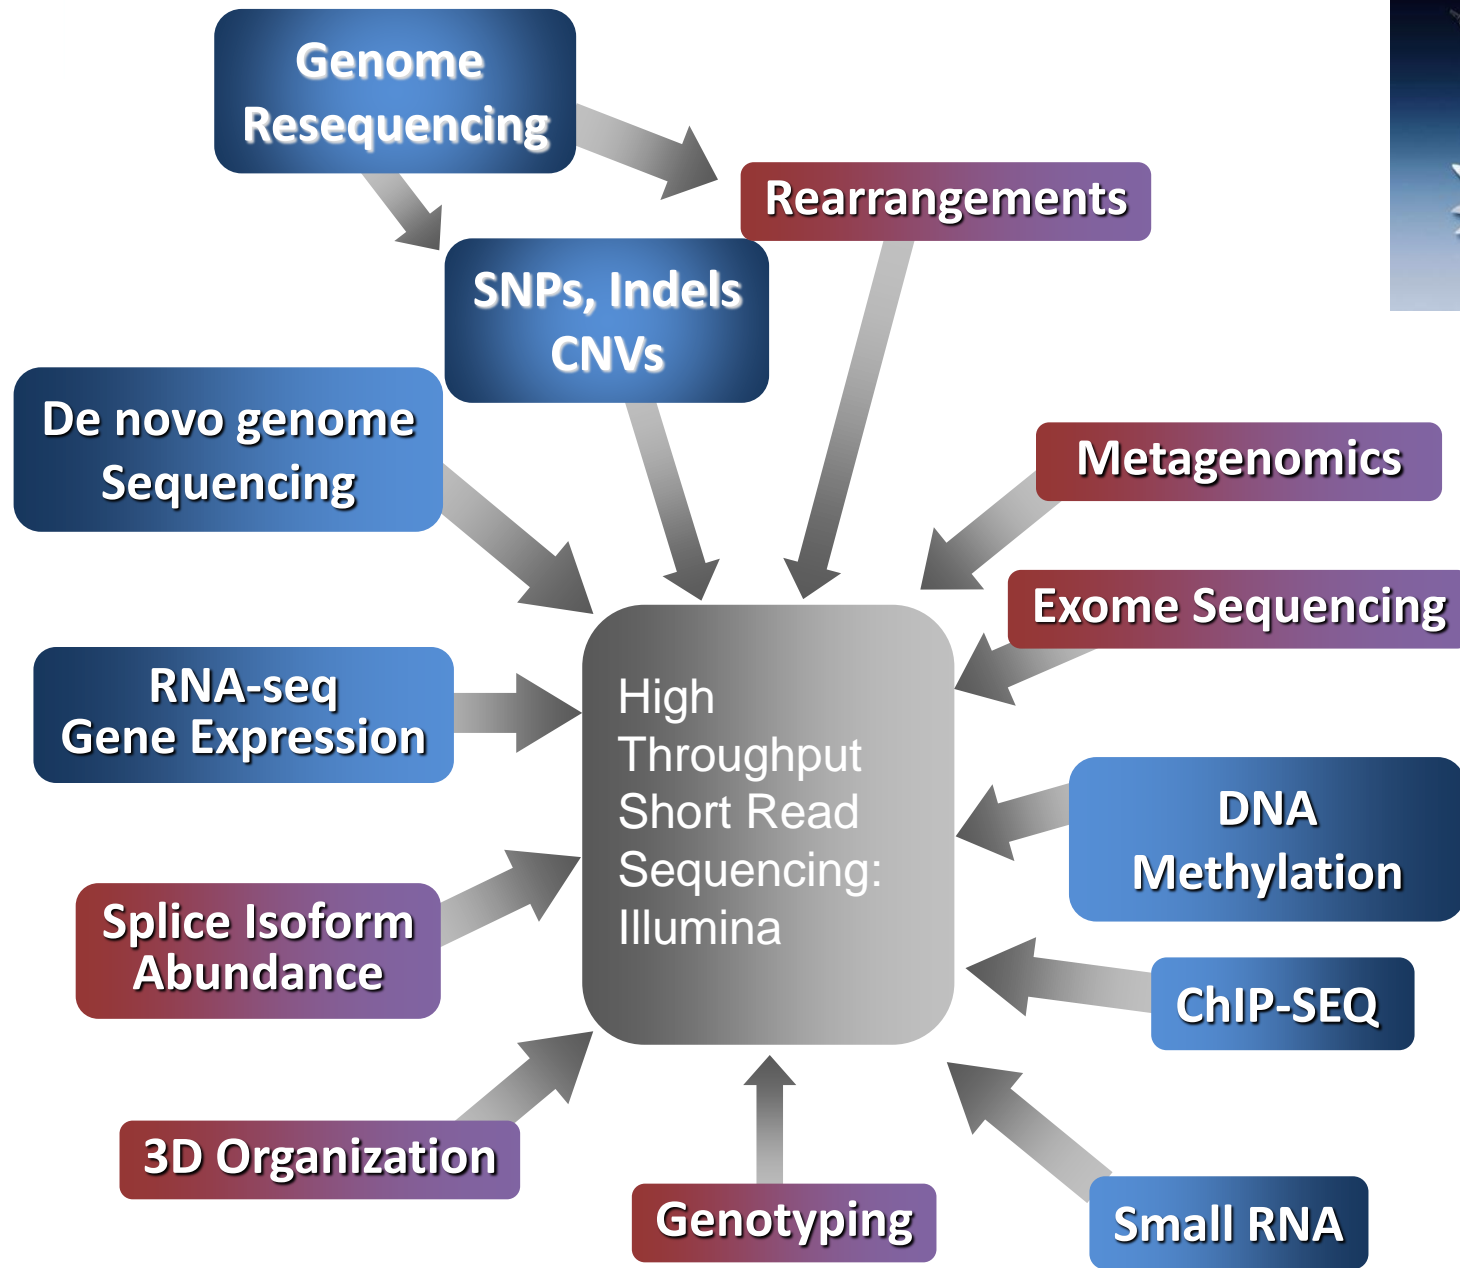 Genome
Resequencing
Rearrangements
SNPs, Indels
CNVs
De novo genome
Sequencing
Metagenomics
Exome Sequencing
RNA-seq
Gene Expression
High
Throughput
Short Read
Sequencing:
Illumina
DNA
Methylation
Splice Isoform
Abundance
ChIP-SEQ
3D Organization
Genotyping
Small RNA